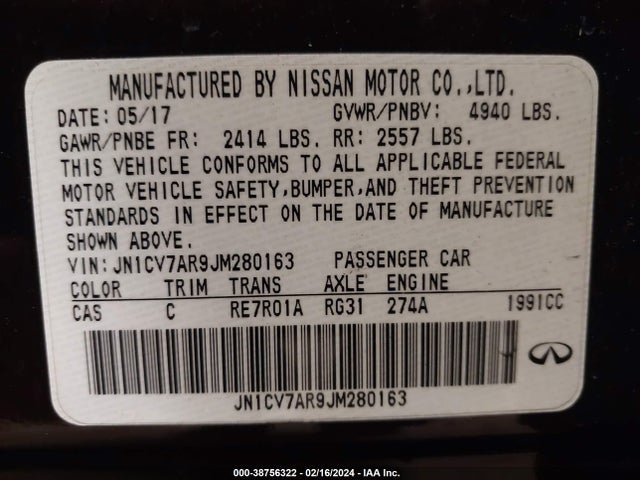 MANUFACTURED BY NISSAN MOTOR CO.,LTD.
DATE: 05/17 GVWR/PNBV: 4940 LBS.
GAWR/PNBE FR: 2414 LBS. RR: 2557 LBS.
THIS VEHICLE CONFORMS TO ALL APPLICABLE FEDERAL
MOTOR VEHICLE SAFETY,BUMPER,AND THEFT PREVENTION
STANDARDS IN EFFECT ON THE DATE OF MANUFACTURE
SHOWN ABOVE.
VIN: JN1CV7AR9JM280163 PASSENGER CAR
COLOR TRIM TRANS AXLE ENGINE
CAS C RE7R01A RG31 274A 1991CC
JN1CV7AR9JM280163
000-38756322 - 02/16/2024 - IAA Inc.